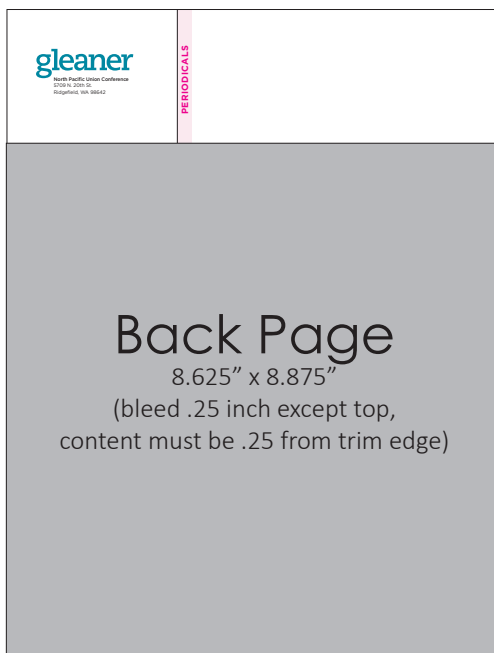 gleaner
North Pacific Union Conference
5709 N. 20th St.
Ridgefield, WA 98642
PERIODICALS
Back Page
8.625” x 8.875”
(bleed .25 inch except top,
content must be .25 from trim edge)